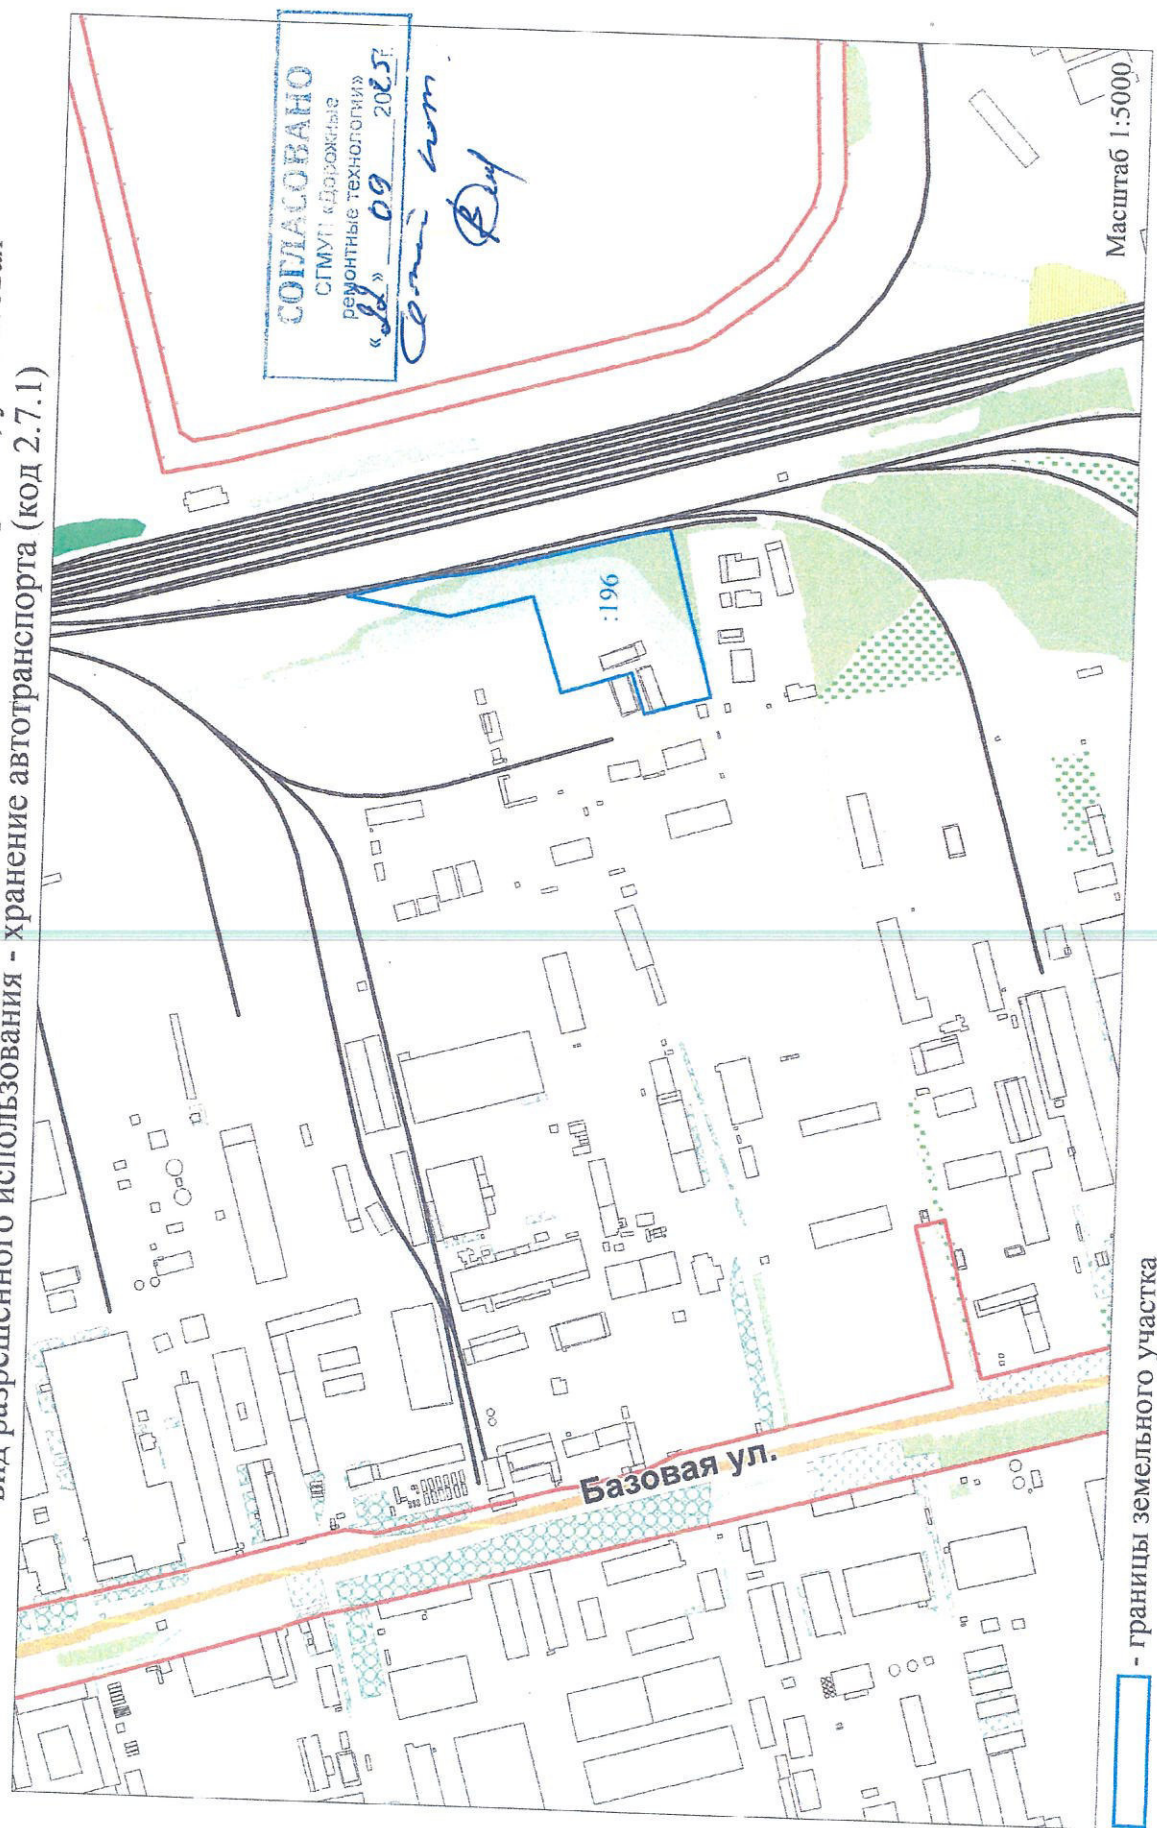 вид разрешенного использования - хранение автотранспорта (код 2.7.1)
СОГЛАСОВАНО
СГМУП «Дорожные
ремонтные технологии»
«22» 09 2025г.
:196
Базовая ул.
Масштаб 1:5000
- границы земельного участка